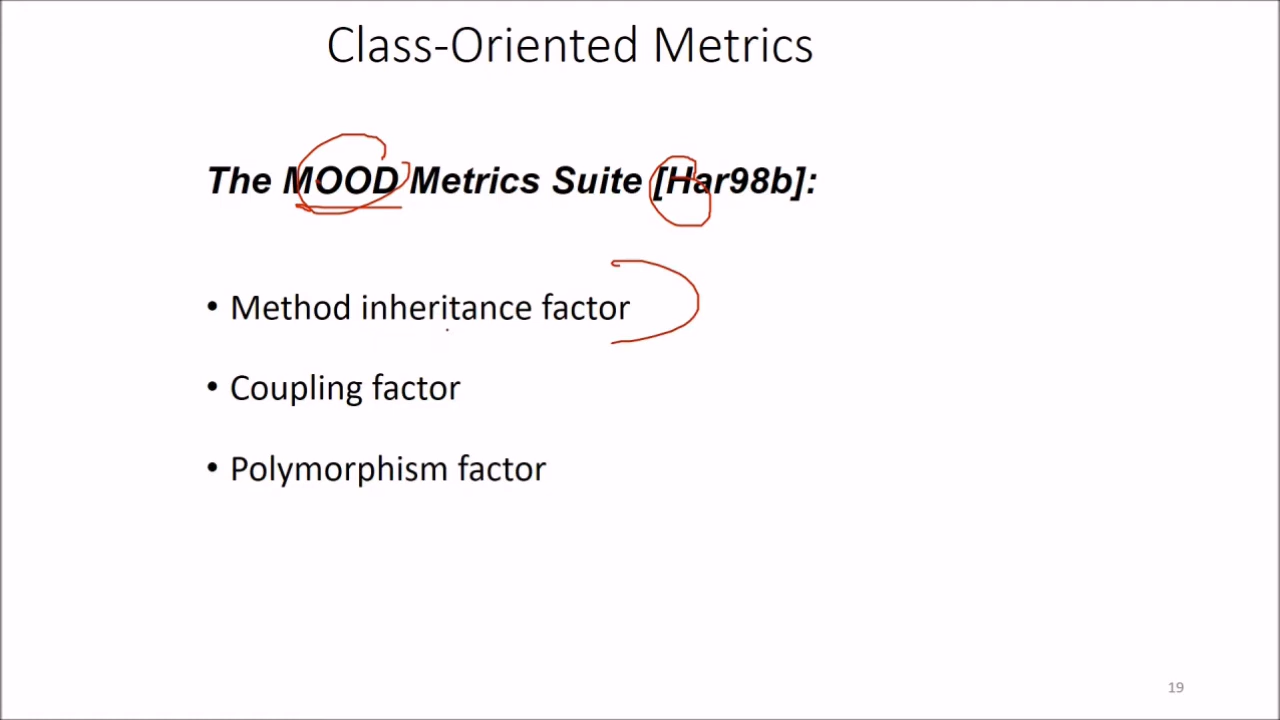 Class-Oriented Metrics
The MOOD Metrics Suite [Har98b]:
• Method inheritance factor
• Coupling factor
• Polymorphism factor
19